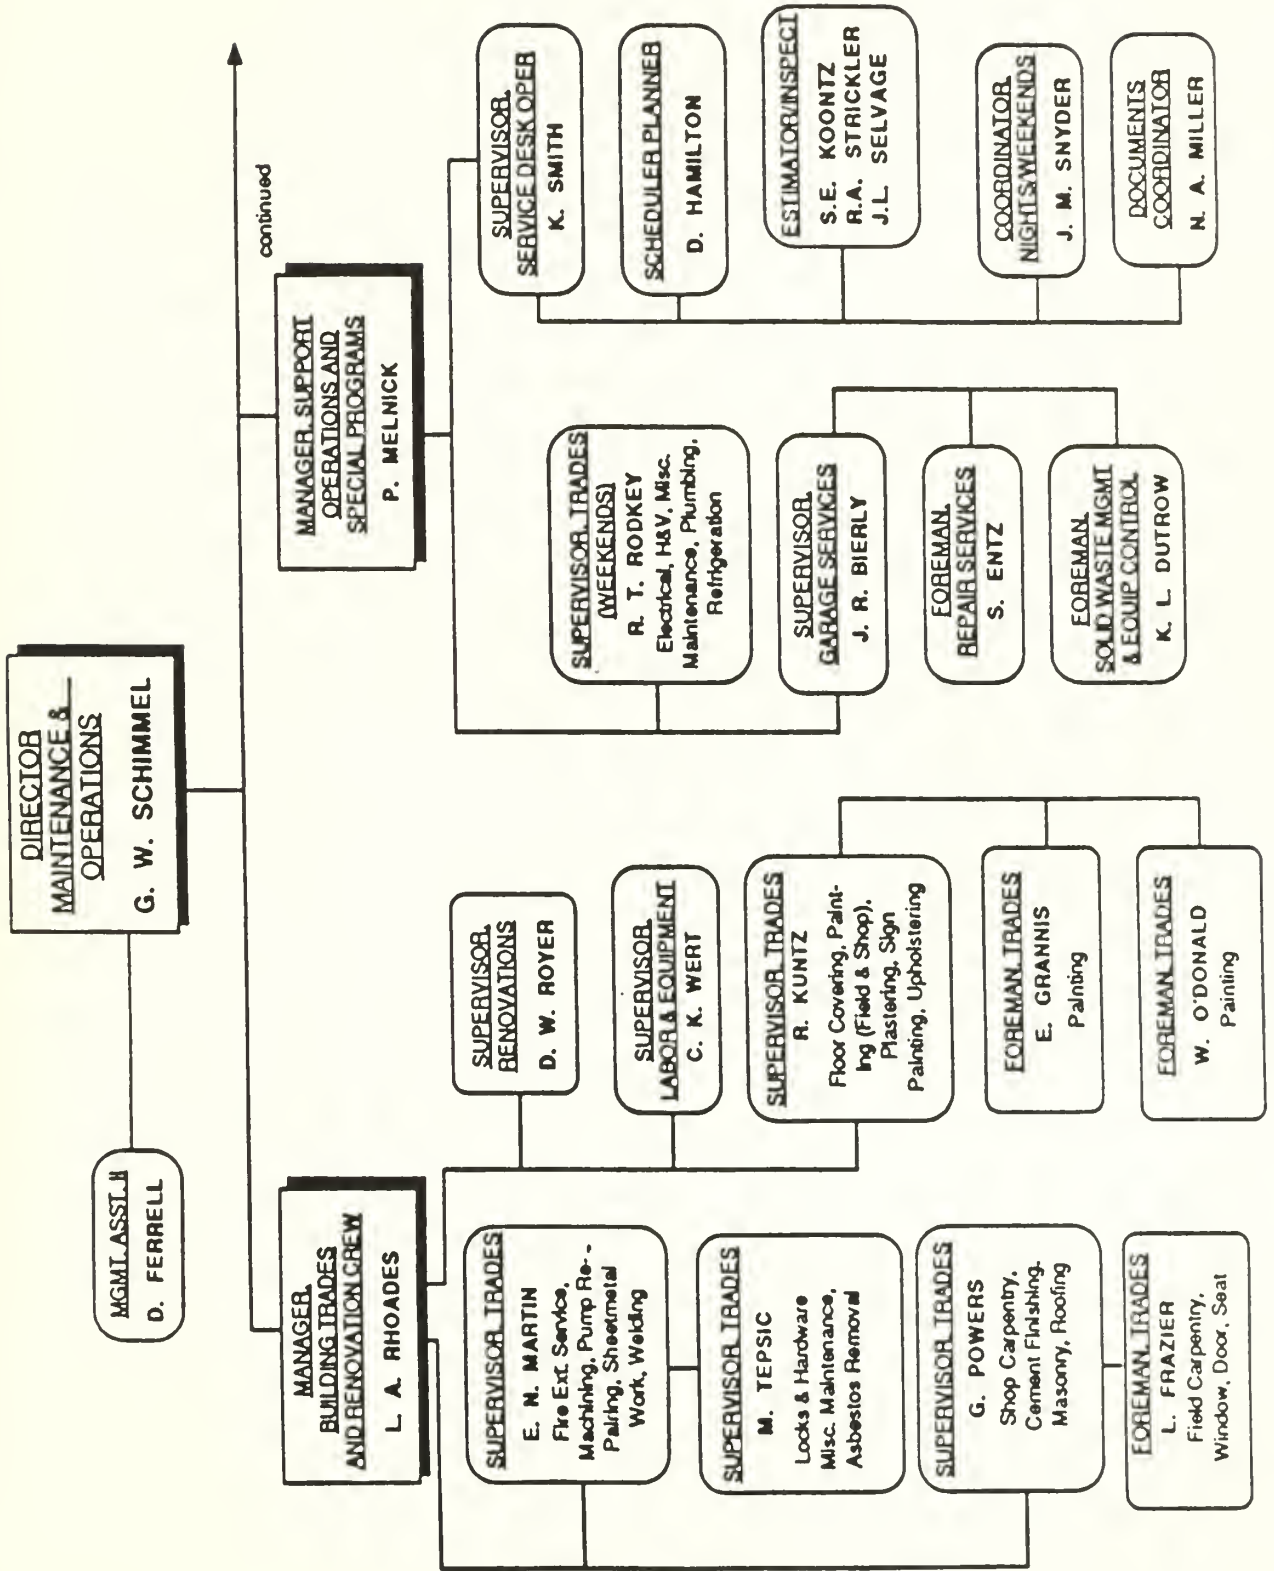 DIRECTOR
MAINTENANCE &
OPERATIONS
G. W. SCHIMMEL
MGMT. ASST. II
D. FERRELL
continued
MANAGER,
BUILDING TRADES
AND RENOVATION CREW
L. A. RHOADES
SUPERVISOR, TRADES
E. N. MARTIN
Fire Ext. Service,
Machining, Pump Re-
Pairing, Sheetmetal
Work, Welding
SUPERVISOR, TRADES
M. TEPSIC
Locks & Hardware
Misc. Maintenance,
Asbestos Removal
SUPERVISOR, TRADES
G. POWERS
Shop Carpentry,
Cement Finishing,
Masonry, Roofing
FOREMAN, TRADES
L. FRAZIER
Field Carpentry,
Window, Door, Seat
SUPERVISOR,
RENOVATIONS
D. W. ROYER
SUPERVISOR
LABOR & EQUIPMENT
C. K. WERT
SUPERVISOR, TRADES
R. KUNTZ
Floor Covering, Paint-
ing (Field & Shop),
Plastering, Sign
Painting, Upholstering
FOREMAN, TRADES
E. GRANNIS
Painting
FOREMAN, TRADES
W. O'DONALD
Painting
MANAGER, SUPPORT
OPERATIONS AND
SPECIAL PROGRAMS
P. MELNICK
SUPERVISOR, TRADES
(WEEKENDS)
R. T. RODKEY
Electrical, H&V, Misc.
Maintenance, Plumbing,
Refrigeration
SUPERVISOR,
GARAGE SERVICES
J. R. BIERLY
FOREMAN,
REPAIR SERVICES
S. ENTZ
FOREMAN,
SOLID WASTE MGMT
& EQUIP CONTROL
K. L. DUTROW
SUPERVISOR,
SERVICE DESK OPER
K. SMITH
SCHEDULER PLANNER
D. HAMILTON
ESTIMATOR/INSPECT
S.E. KOONTZ
R.A. STRICKLER
J.L. SELVAGE
COORDINATOR,
NIGHTS/WEEKENDS
J. M. SNYDER
DOCUMENTS
COORDINATOR
N. A. MILLER